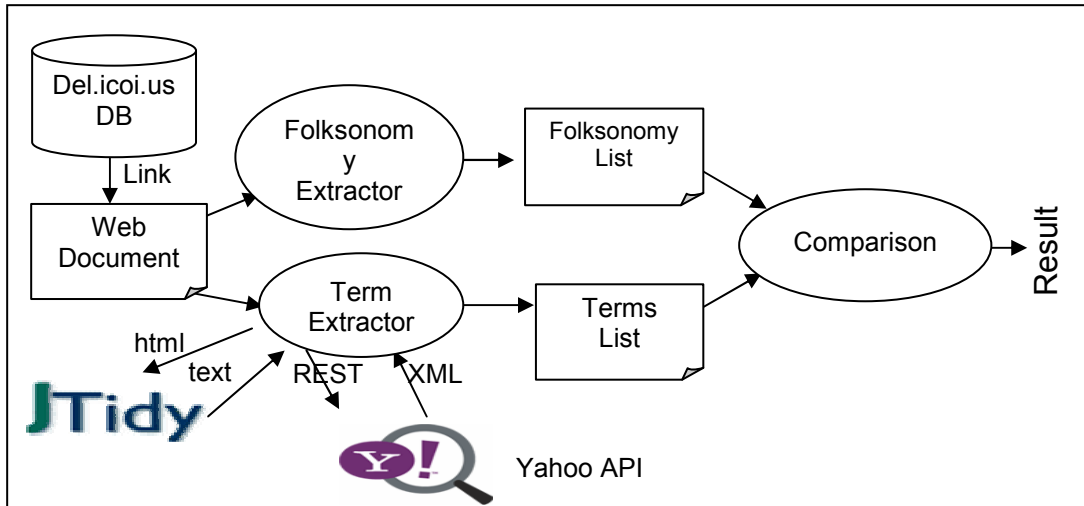 Del.icoi.us
DB
Link
Web
Document
Folksonom
y
Extractor
Folksonomy
List
Comparison
Result
Term
Extractor
Terms
List
html
text
REST
XML
JTidy
Y!
Yahoo API